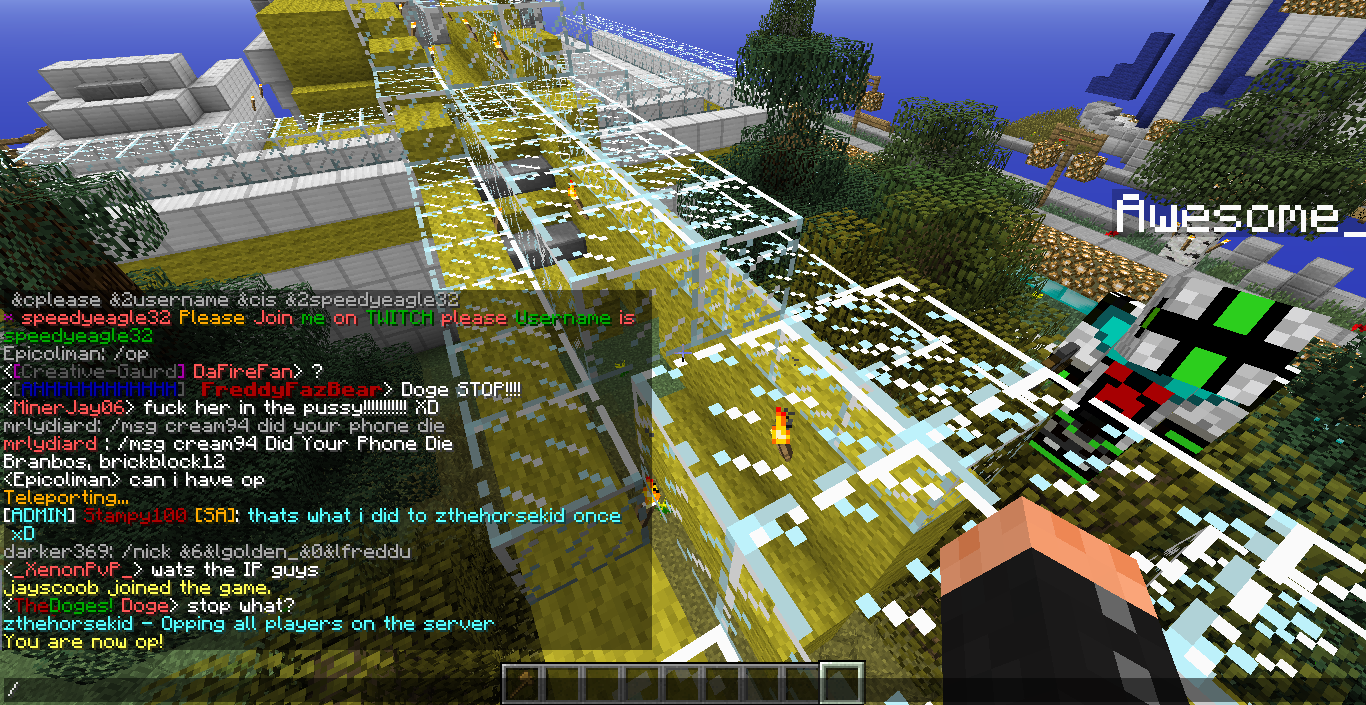 &cplease &2username &cis &2speedyeagle32
* speedyeagle32 Please Join me on TWITCH please Username is
speedyeagle32
Epicoliman: /op
<[Creative-Gaurd] DaFireFan> ?
<[AHHHHHHHHHHHM] FreddyFazBear> Doge STOP!!!!
<MinerJay06> fuck her in the pussy!!!!!!!!!! XD
mrlydiard: /msg cream94 did your phone die
mrlydiard : /msg cream94 Did Your Phone Die
Branbos, brickblock12
<Epicoliman> can i have op
Teleporting...
[ADMIN] Stampy100 [SA]: thats what i did to zthehorsekid once
xD
darker369: /nick &6&lgolden_&0&lfreddu
<_XenonPvP_> wats the IP guys
jayscoob joined the game.
<TheDoges! Doge> stop what?
zthehorsekid - Opping all players on the server
You are now op!
/
Awesome_